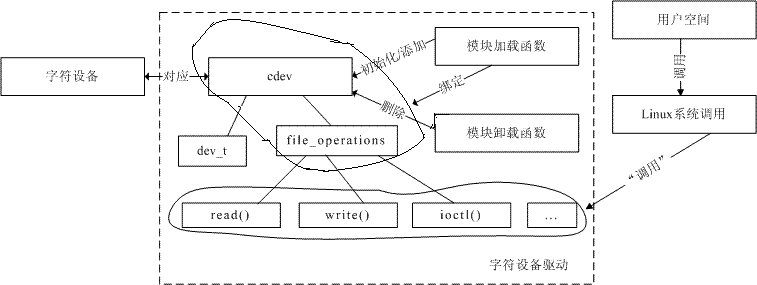 用户空间
模块加载函数
初始化/添加
调用
字符设备
对应
cdev
绑定
删除
Linux系统调用
模块卸载函数
dev_t
file_operations
“调用”
read()
write()
ioctl()
...
字符设备驱动